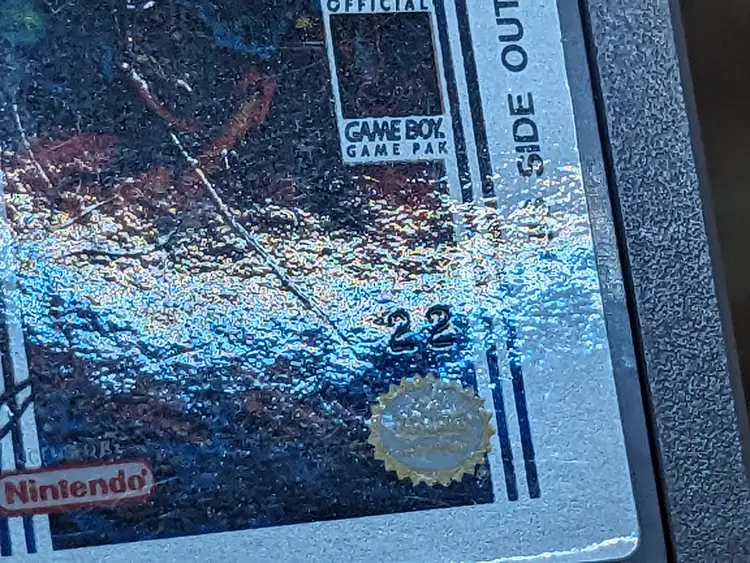 OFFICIAL
GAME BOY
GAME PAK
SIDE OUT
22
Nintendo